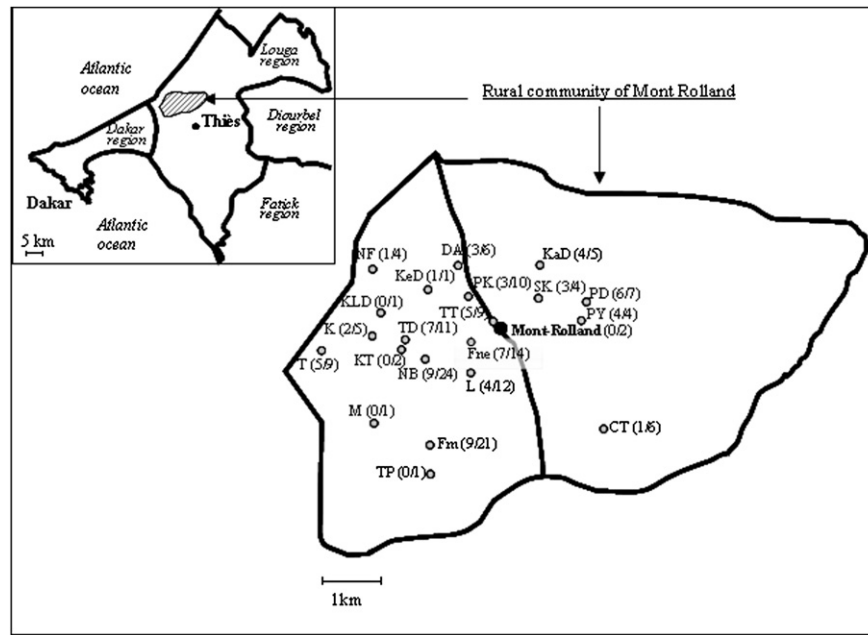 Louga
region
Atlantic
ocean
Rural community of Mont Rolland
Dakar
region
Thiès
Diourbel
region
Dakar
Atlantic
ocean
Fatick
region
5 km
NF (1/4)
DA (3/6)
KaD (4/5)
KeD (1/1)
PK (3/10)
SK (3/4)
PD (6/7)
KLD (0/1)
TT (5/9)
PY (4/4)
K (2/5)
TD (7/11)
Mont-Rolland (0/2)
T (5/9)
KT (0/2)
Fne (7/14)
NB (9/24)
L (4/12)
M (0/1)
CT (1/6)
Fm (9/21)
TP (0/1)
1km